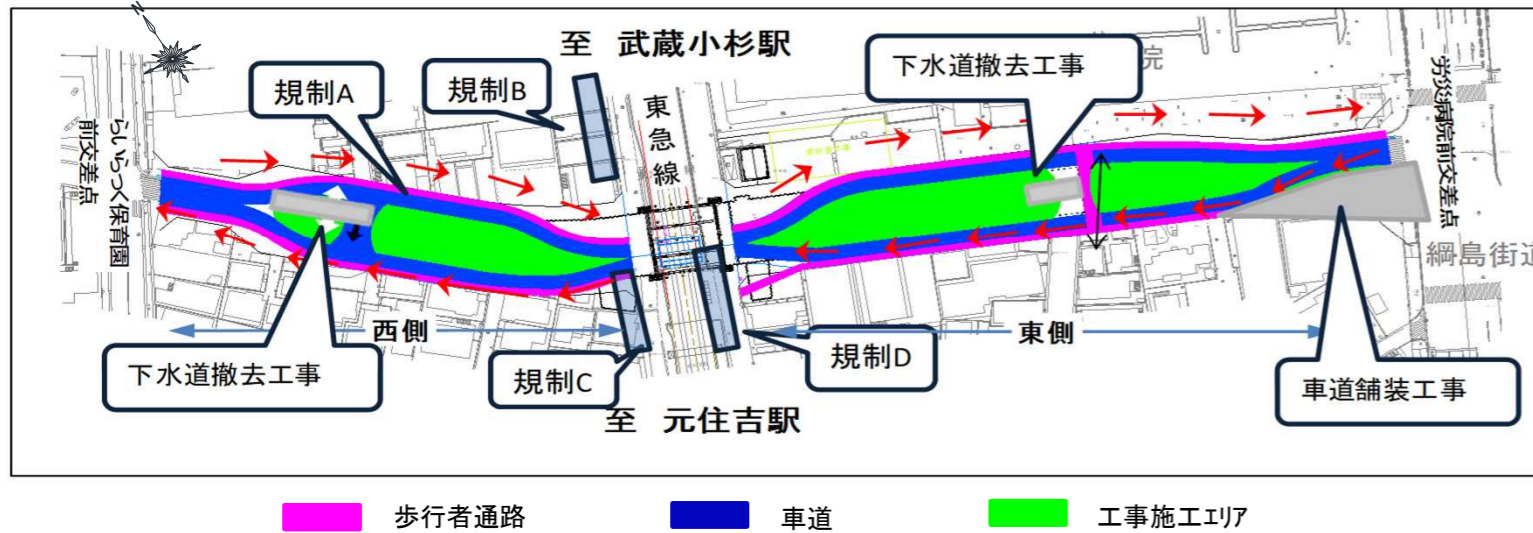 N
至 武蔵小杉駅
下水道撤去工事
院
規制A
規制B
東急線
労災病院前交差点
らいらっく保育園
前交差点
綱島街道
西側
東側
下水道撤去工事
規制C
規制D
車道舗装工事
至 元住吉駅
歩行者通路
車道
工事施工エリア